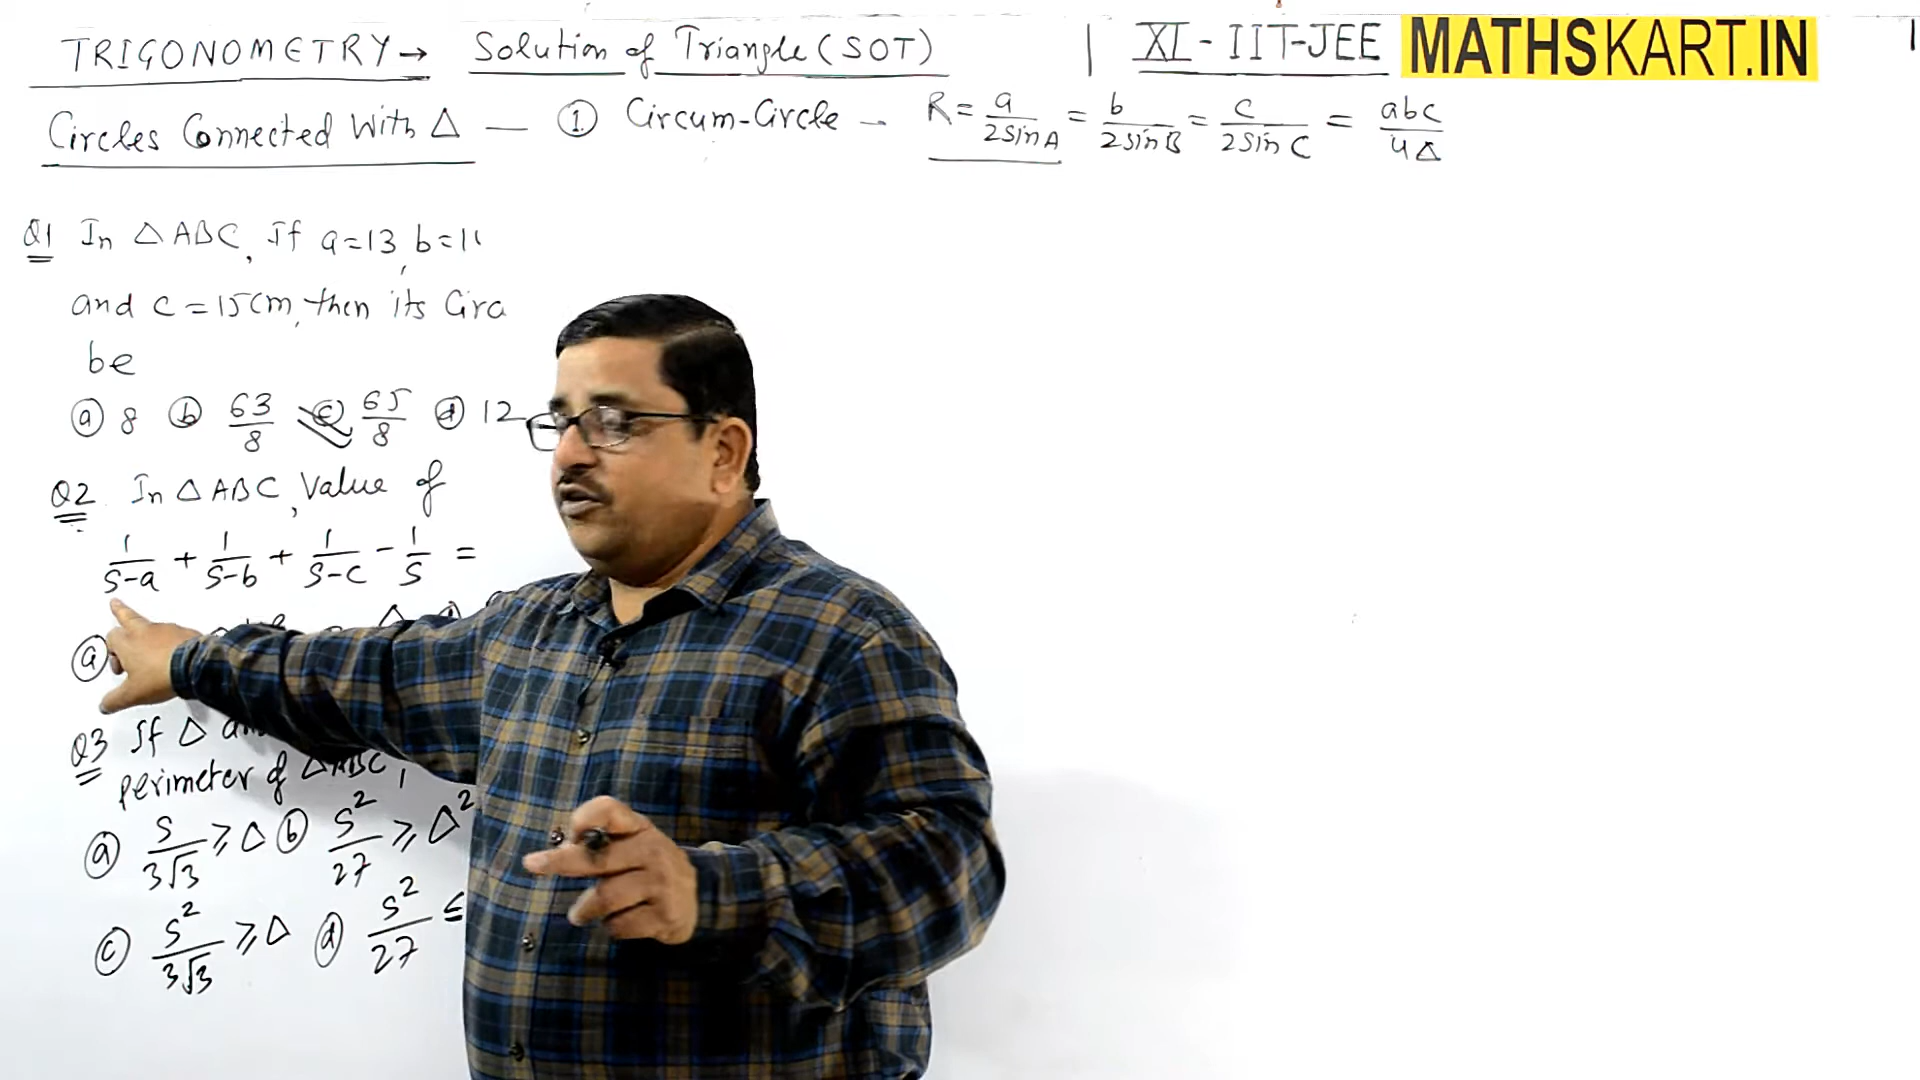 TRIGONOMETRY → Solution of Triangle (SOT) | XI - IIT-JEE MATHSKART.IN
Circles Connected With Δ — ① Circum-Circle - R = a/2sinA = b/2sinB = c/2sinC = abc/4Δ
Q1 In △ABC, If a=13, b=1
and c = 15cm, then its Circ
be
ⓐ 8 ⓑ 63/8 ⓒ 65/8 ⓓ 12
Q2 In △ABC, Value of
1/s-a + 1/s-b + 1/s-c - 1/s =
ⓐ
Q3 If Δ
perimeter of △ABC,
ⓐ s/3√3 ≥ Δ ⓑ s²/27 ≥ Δ²
ⓒ s²/3√3 ≥ Δ ⓓ s²/27 ≤